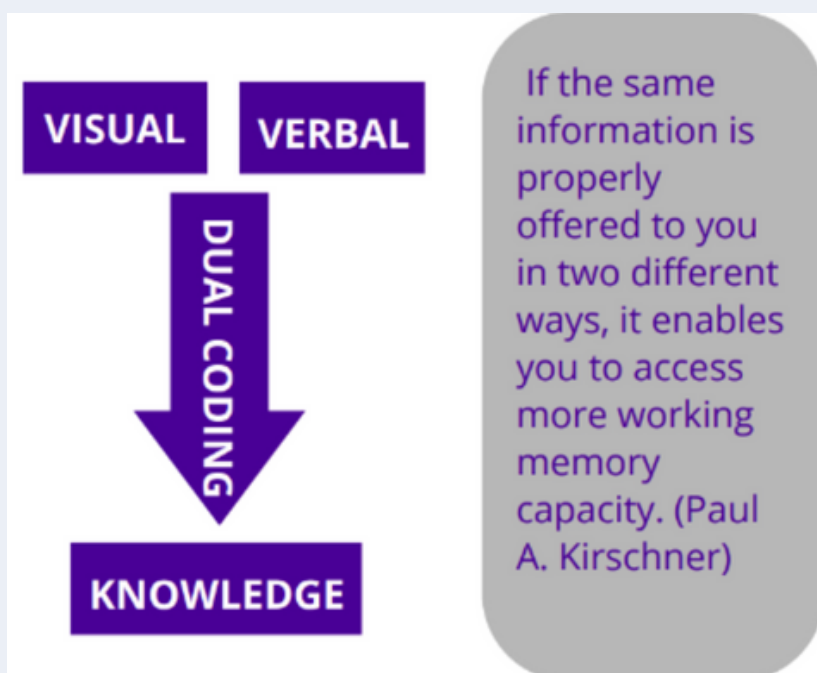 VISUAL
VERBAL
DUAL CODING
KNOWLEDGE
If the same
information is
properly
offered to you
in two different
ways, it enables
you to access
more working
memory
capacity. (Paul
A. Kirschner)